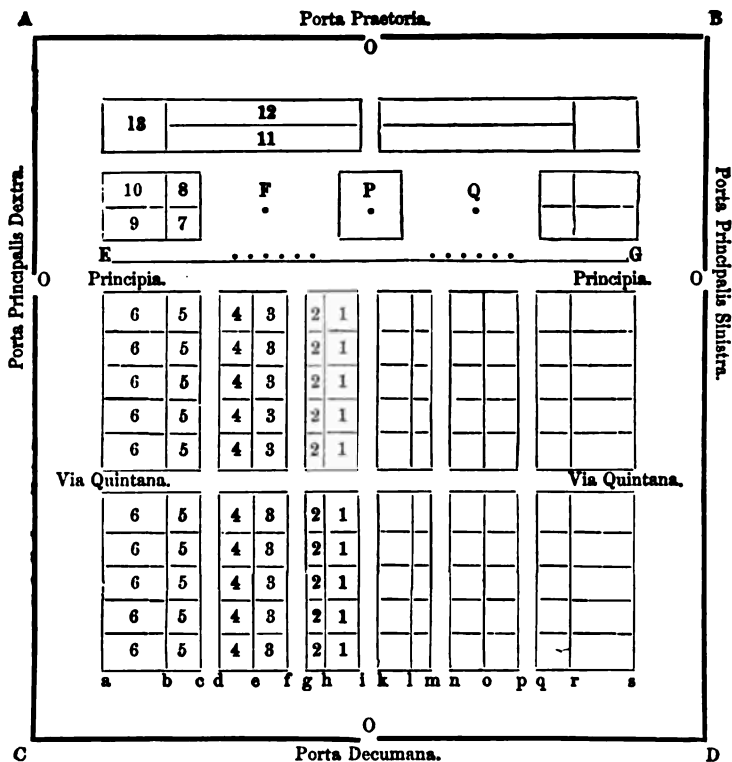 A Porta Praetoria. B
O
13 12
11
10 8 F P Q
9 7
E G
Porta Principalis Dextra.
Porta Principalis Sinistra.
O Principia. Principia. O
6 5 4 3 2 1
6 5 4 3 2 1
6 5 4 3 2 1
6 5 4 3 2 1
6 5 4 3 2 1
Via Quintana. Via Quintana.
6 5 4 3 2 1
6 5 4 3 2 1
6 5 4 3 2 1
6 5 4 3 2 1
6 5 4 3 2 1
a b c d e f g h i k l m n o p q r s
O
C Porta Decumana. D